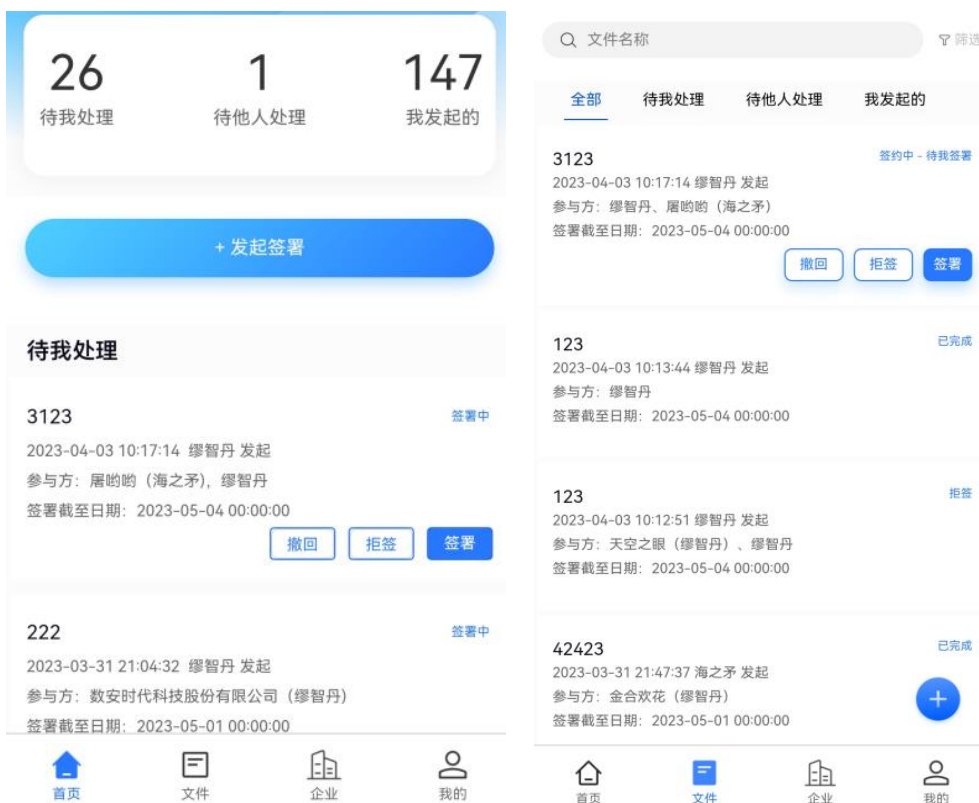 26 1 147
待我处理 待他人处理 我发起的
+ 发起签署
待我处理
3123 签署中
2023-04-03 10:17:14 缪智丹 发起
参与方：屠哟哟（海之矛），缪智丹
签署截至日期：2023-05-04 00:00:00
撤回 拒签 签署
222 签署中
2023-03-31 21:04:32 缪智丹 发起
参与方：数安时代科技股份有限公司（缪智丹）
签署截至日期：2023-05-01 00:00:00
首页 文件 企业 我的
文件名称 筛选
全部 待我处理 待他人处理 我发起的
3123 签约中 - 待我签署
2023-04-03 10:17:14 缪智丹 发起
参与方：缪智丹、屠哟哟（海之矛）
签署截至日期：2023-05-04 00:00:00
撤回 拒签 签署
123 已完成
2023-04-03 10:13:44 缪智丹 发起
参与方：缪智丹
签署截至日期：2023-05-04 00:00:00
123 拒签
2023-04-03 10:12:51 缪智丹 发起
参与方：天空之眼（缪智丹）、缪智丹
签署截至日期：2023-05-04 00:00:00
42423 已完成
2023-03-31 21:47:37 海之矛 发起
参与方：金合欢花（缪智丹）
签署截至日期：2023-05-01 00:00:00
首页 文件 企业 我的